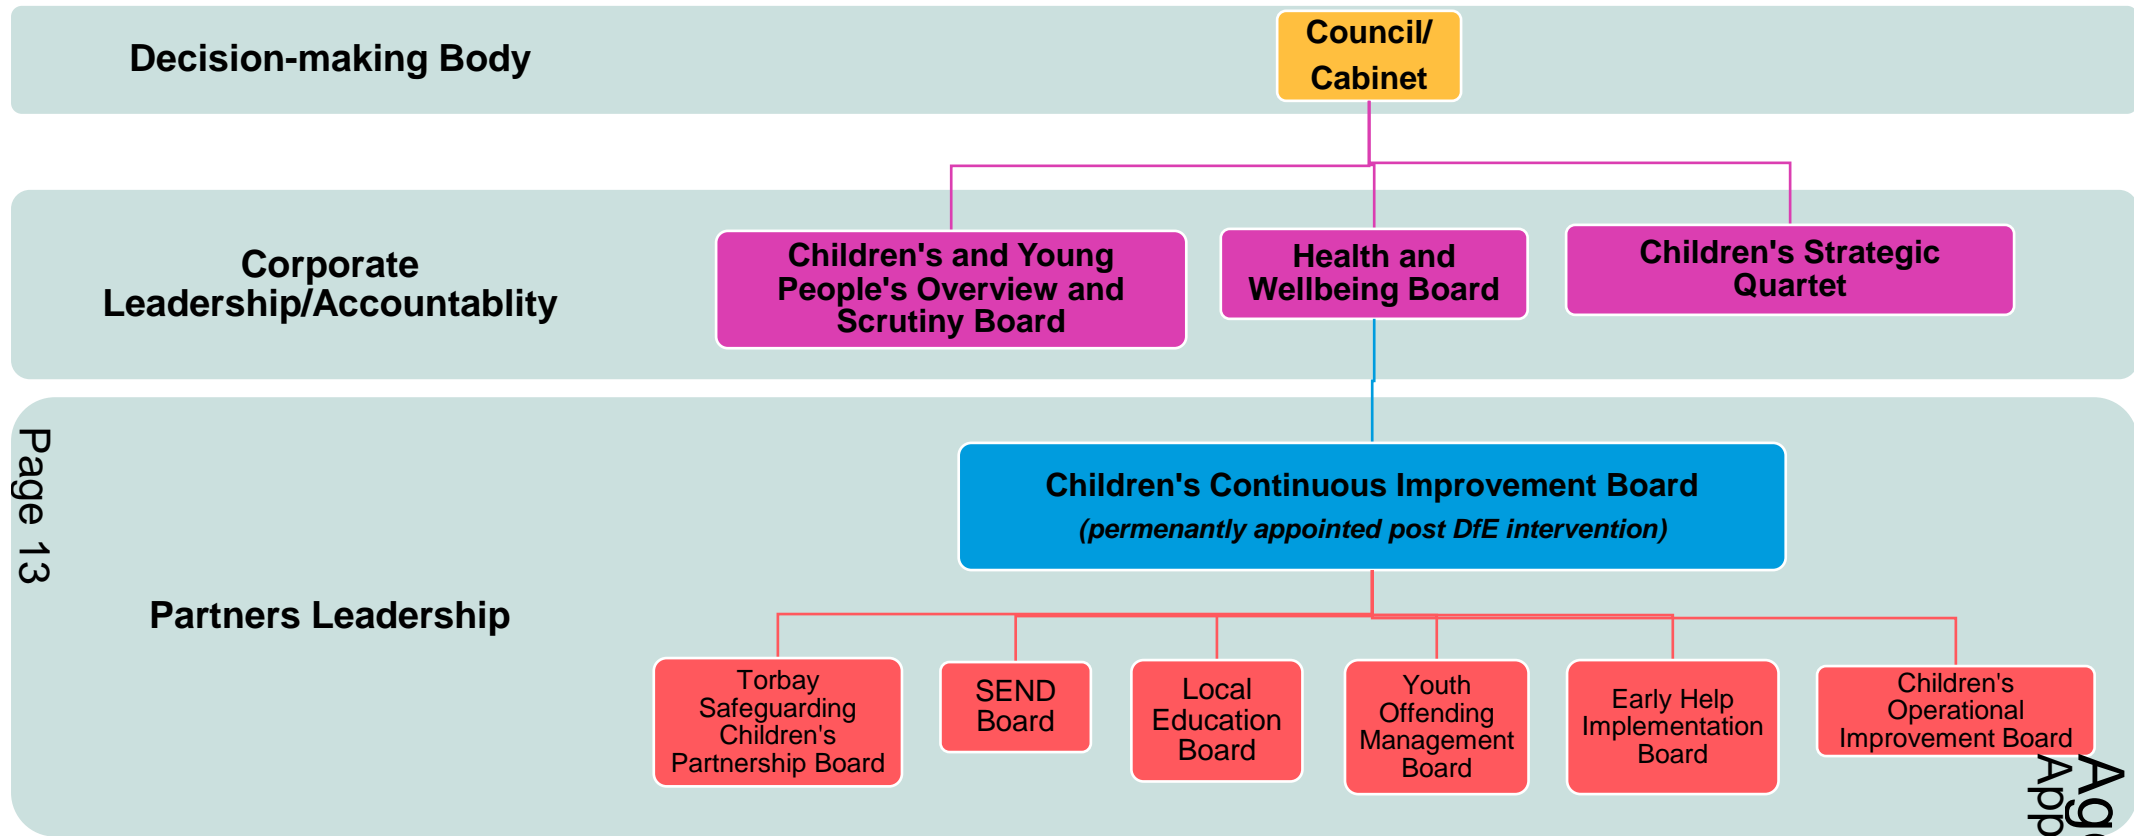 Decision-making Body
Council/
Cabinet
Corporate
Leadership/Accountablity
Children's and Young
People's Overview and
Scrutiny Board
Health and
Wellbeing Board
Children's Strategic
Quartet
Page 13
Partners Leadership
Children's Continuous Improvement Board
(permenantly appointed post DfE intervention)
Torbay
Safeguarding
Children's
Partnership Board
SEND
Board
Local
Education
Board
Youth
Offending
Management
Board
Early Help
Implementation
Board
Children's
Operational
Improvement Board